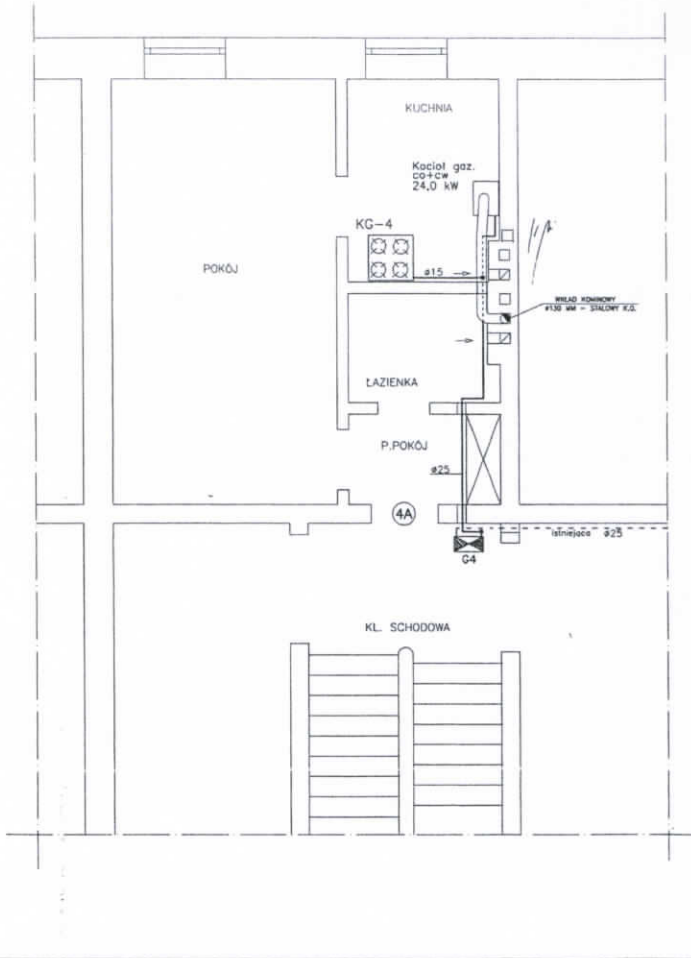 KUCHNIA
Kocioł gaz.
co+cw
24,0 kW
KG-4
POKÓJ
ø15
WKŁAD KOMINOWY
ø130 MM - STALOWY K.O.
ŁAZIENKA
P.POKÓJ
ø25
4A
istniejąca ø25
G4
KL. SCHODOWA